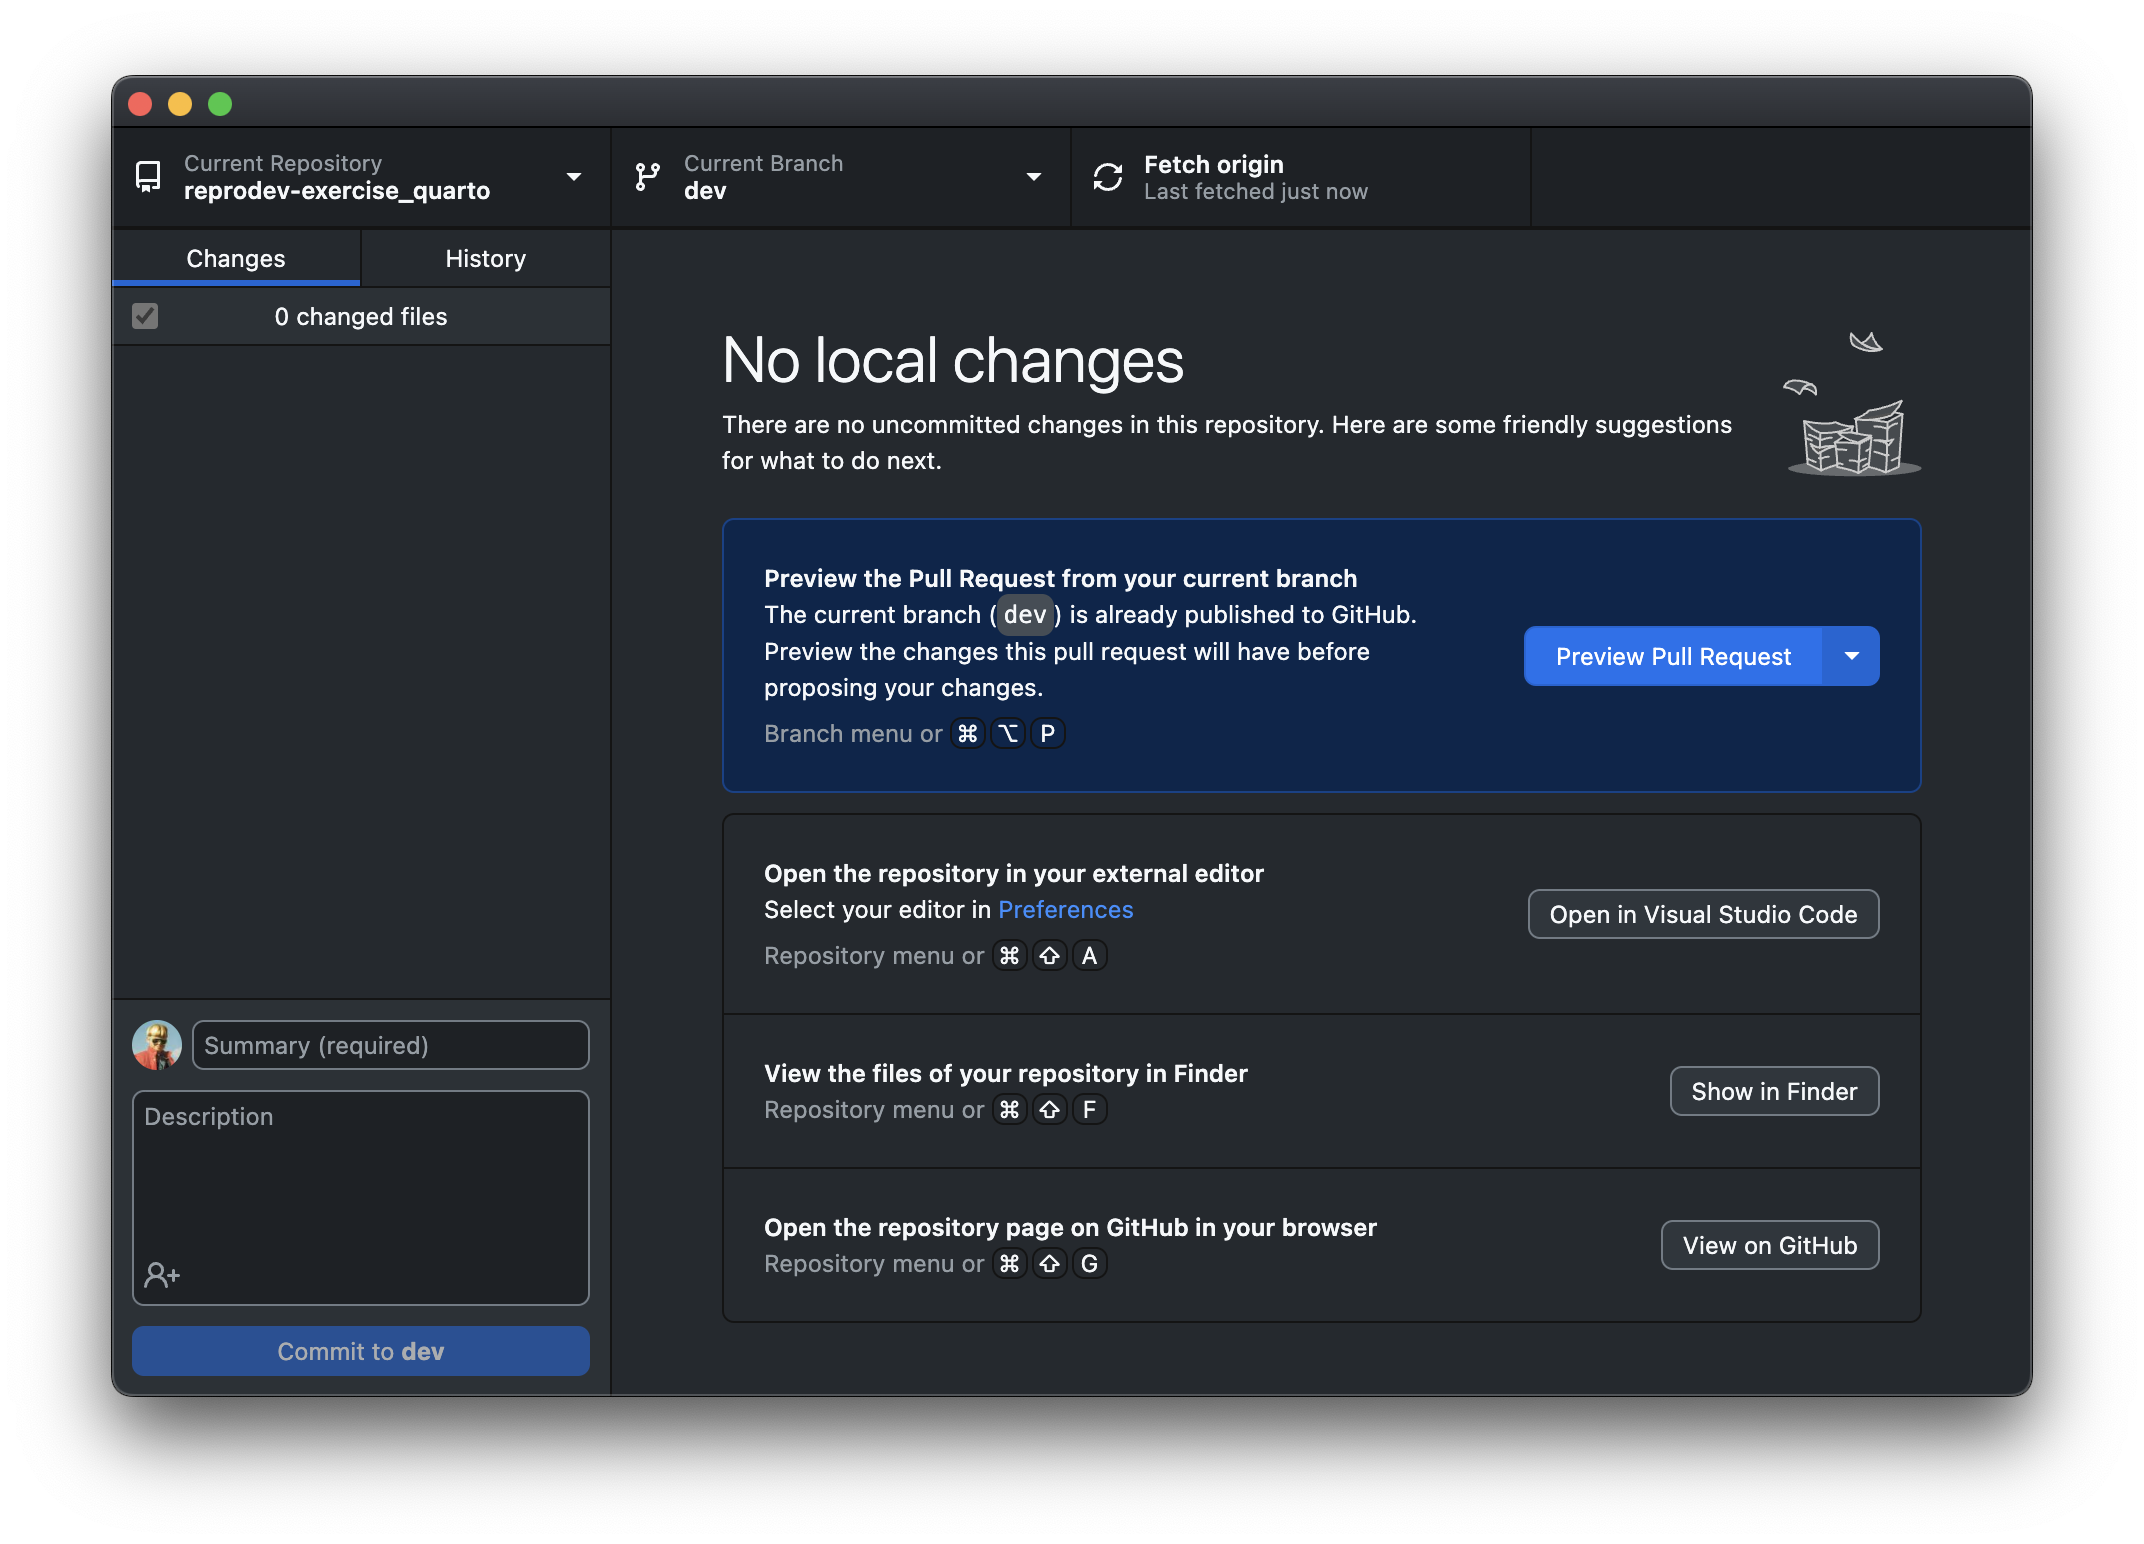 Current Repository
reprodev-exercise_quarto
Current Branch
dev
Fetch origin
Last fetched just now
Changes
History
0 changed files
No local changes
There are no uncommitted changes in this repository. Here are some friendly suggestions
for what to do next.
Preview the Pull Request from your current branch
The current branch (dev) is already published to GitHub.
Preview the changes this pull request will have before
proposing your changes.
Branch menu or ⌘ ⌥ P
Preview Pull Request
Open the repository in your external editor
Select your editor in Preferences
Repository menu or ⌘ ⇧ A
Open in Visual Studio Code
View the files of your repository in Finder
Repository menu or ⌘ ⇧ F
Show in Finder
Open the repository page on GitHub in your browser
Repository menu or ⌘ ⇧ G
View on GitHub
Summary (required)
Description
Commit to dev